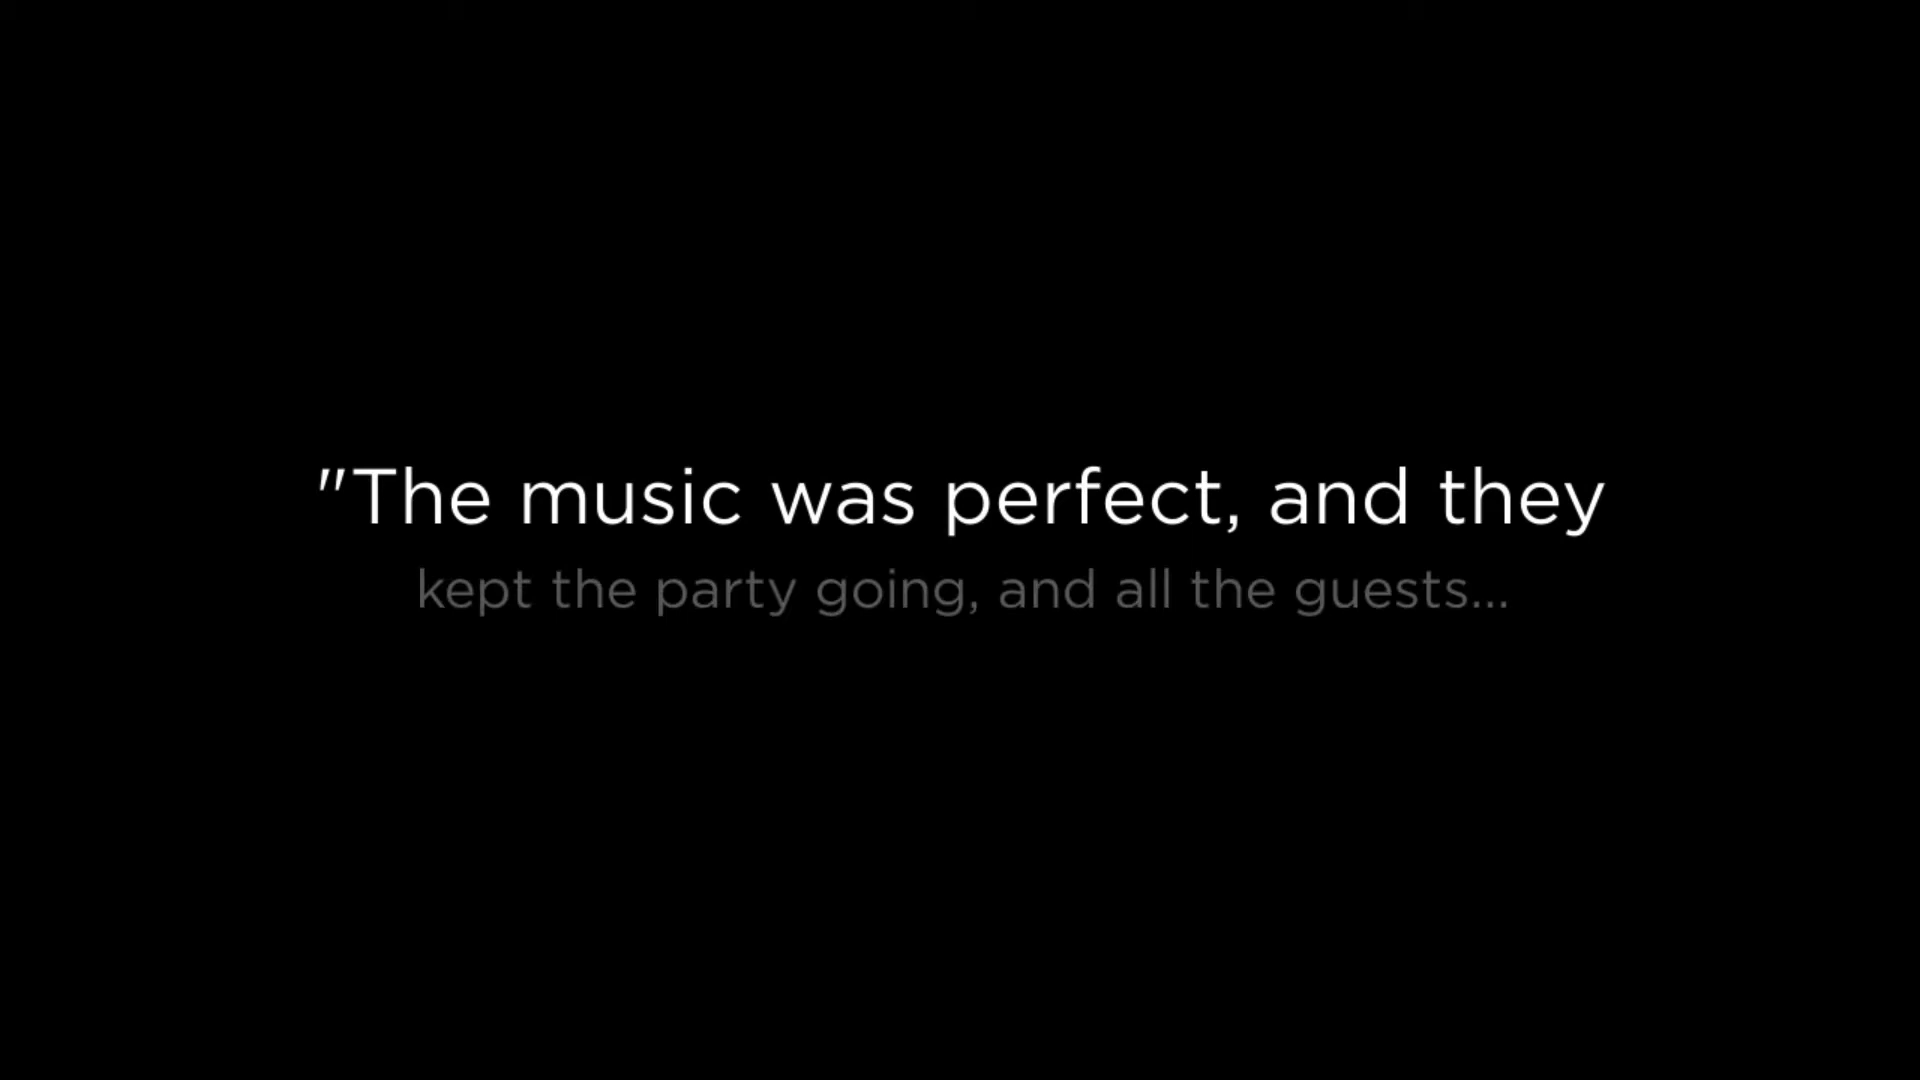 "The music was perfect, and they
kept the party going, and all the guests...